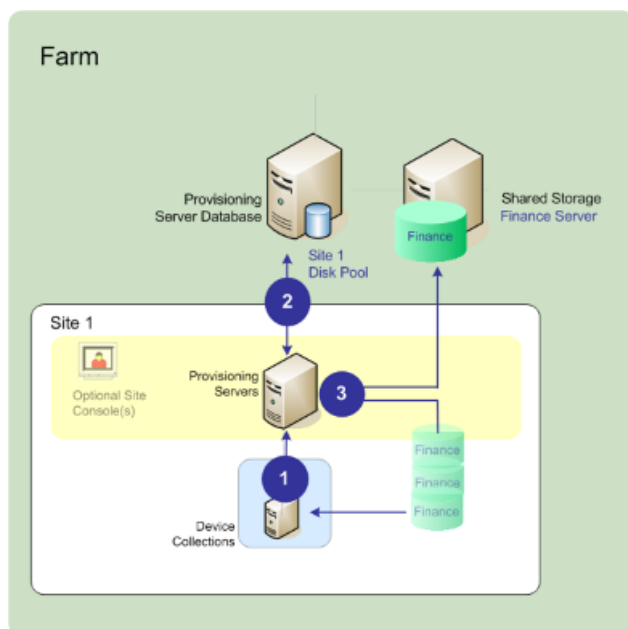 Farm
Provisioning
Server Database
Shared Storage
Finance Server
Finance
Site 1
Disk Pool
2
Site 1
Optional Site
Console(s)
Provisioning
Servers
3
Finance
Finance
Finance
1
Device
Collections